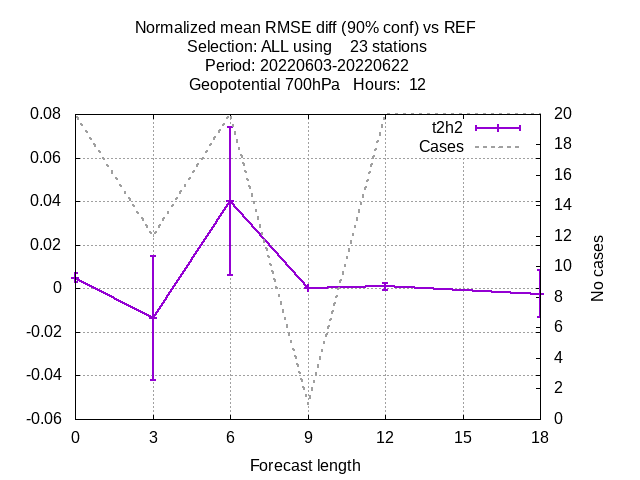 Normalized mean RMSE diff (90% conf) vs REF
Selection: ALL using    23 stations
Period: 20220603-20220622
Geopotential 700hPa   Hours:  12
t2h2
Cases
0.08
0.06
0.04
0.02
0
-0.02
-0.04
-0.06
20
18
16
14
12
10
8
6
4
2
0
No cases
0 3 6 9 12 15 18
Forecast length